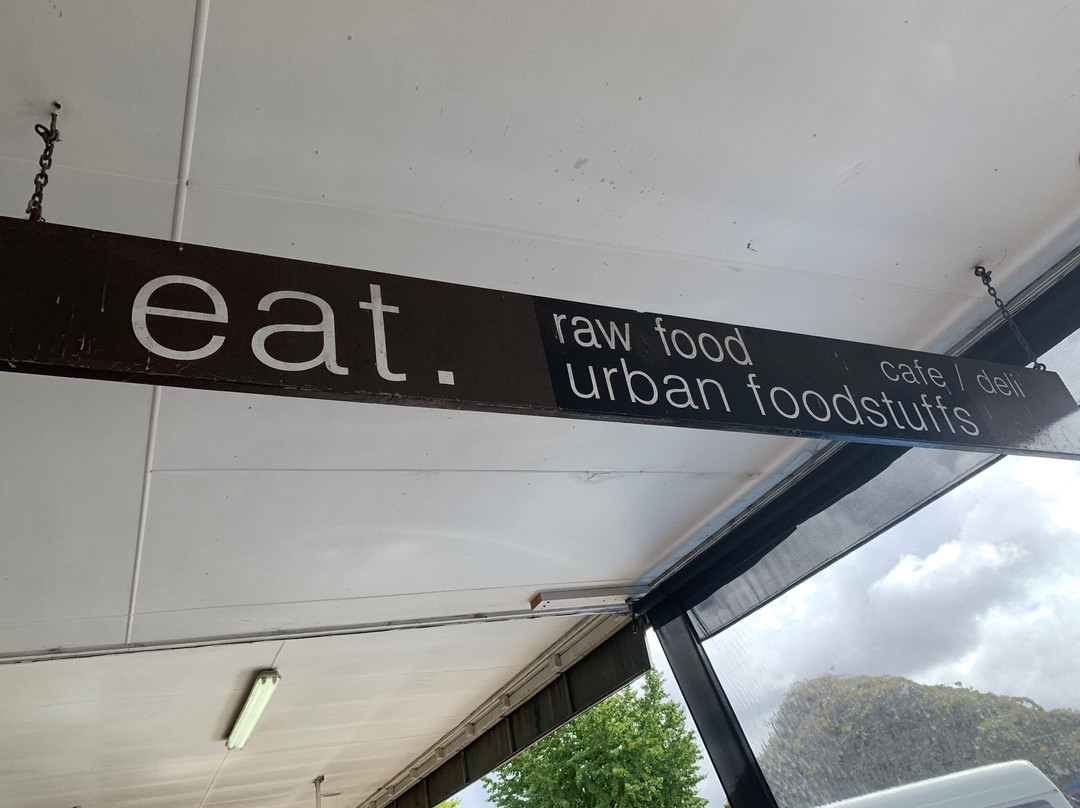 eat.
raw food
urban foodstuffs
cafe / deli